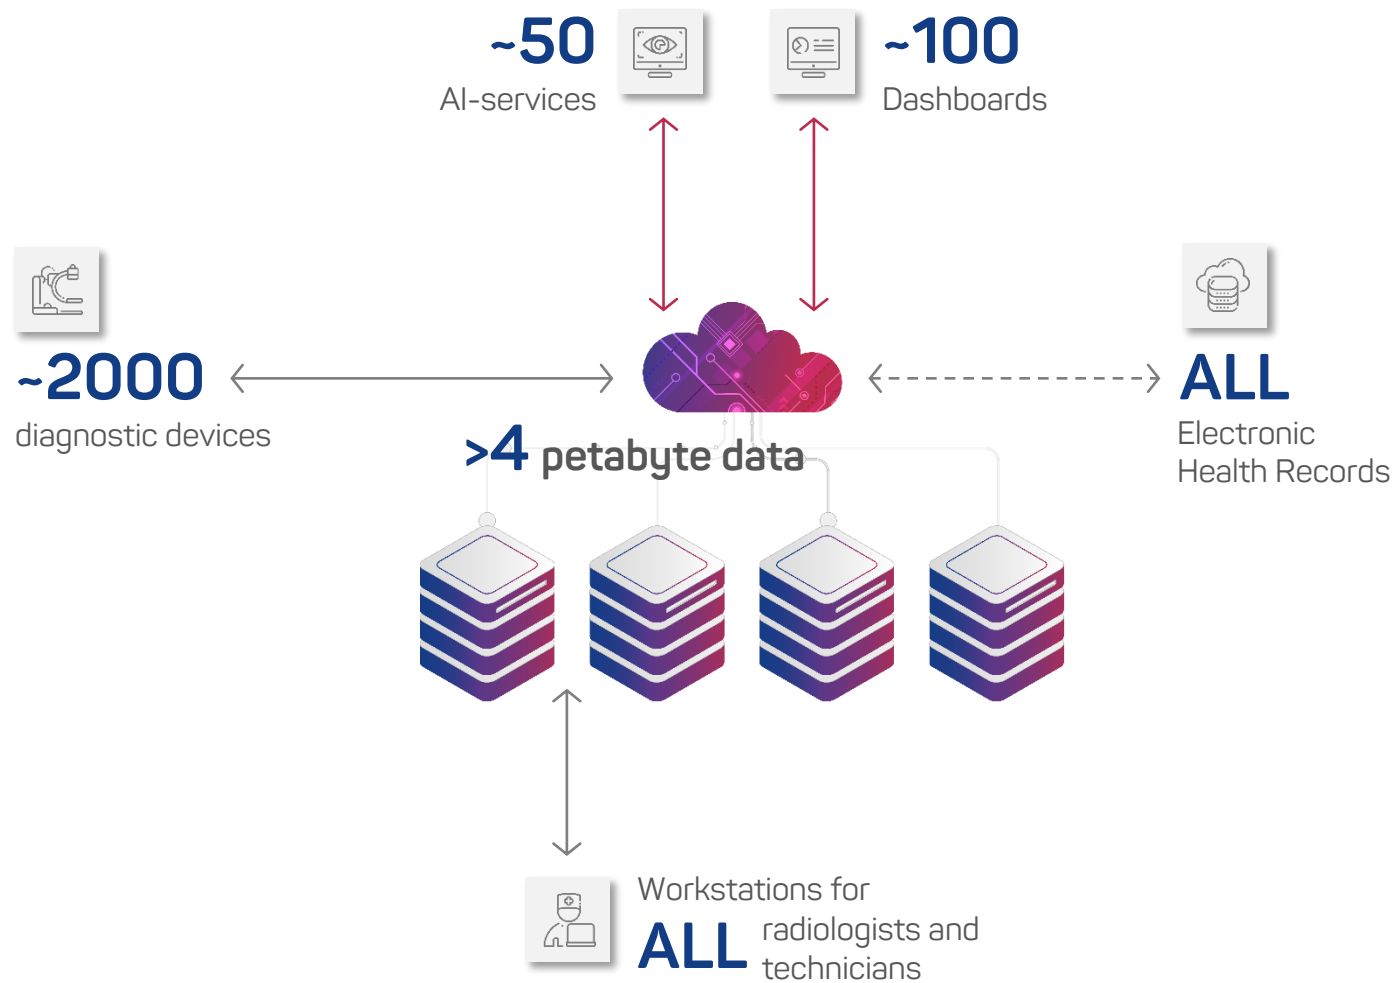 ~50
AI-services
~100
Dashboards
~2000
diagnostic devices
ALL
Electronic
Health Records
>4 petabyte data
Workstations for
ALL radiologists and
technicians